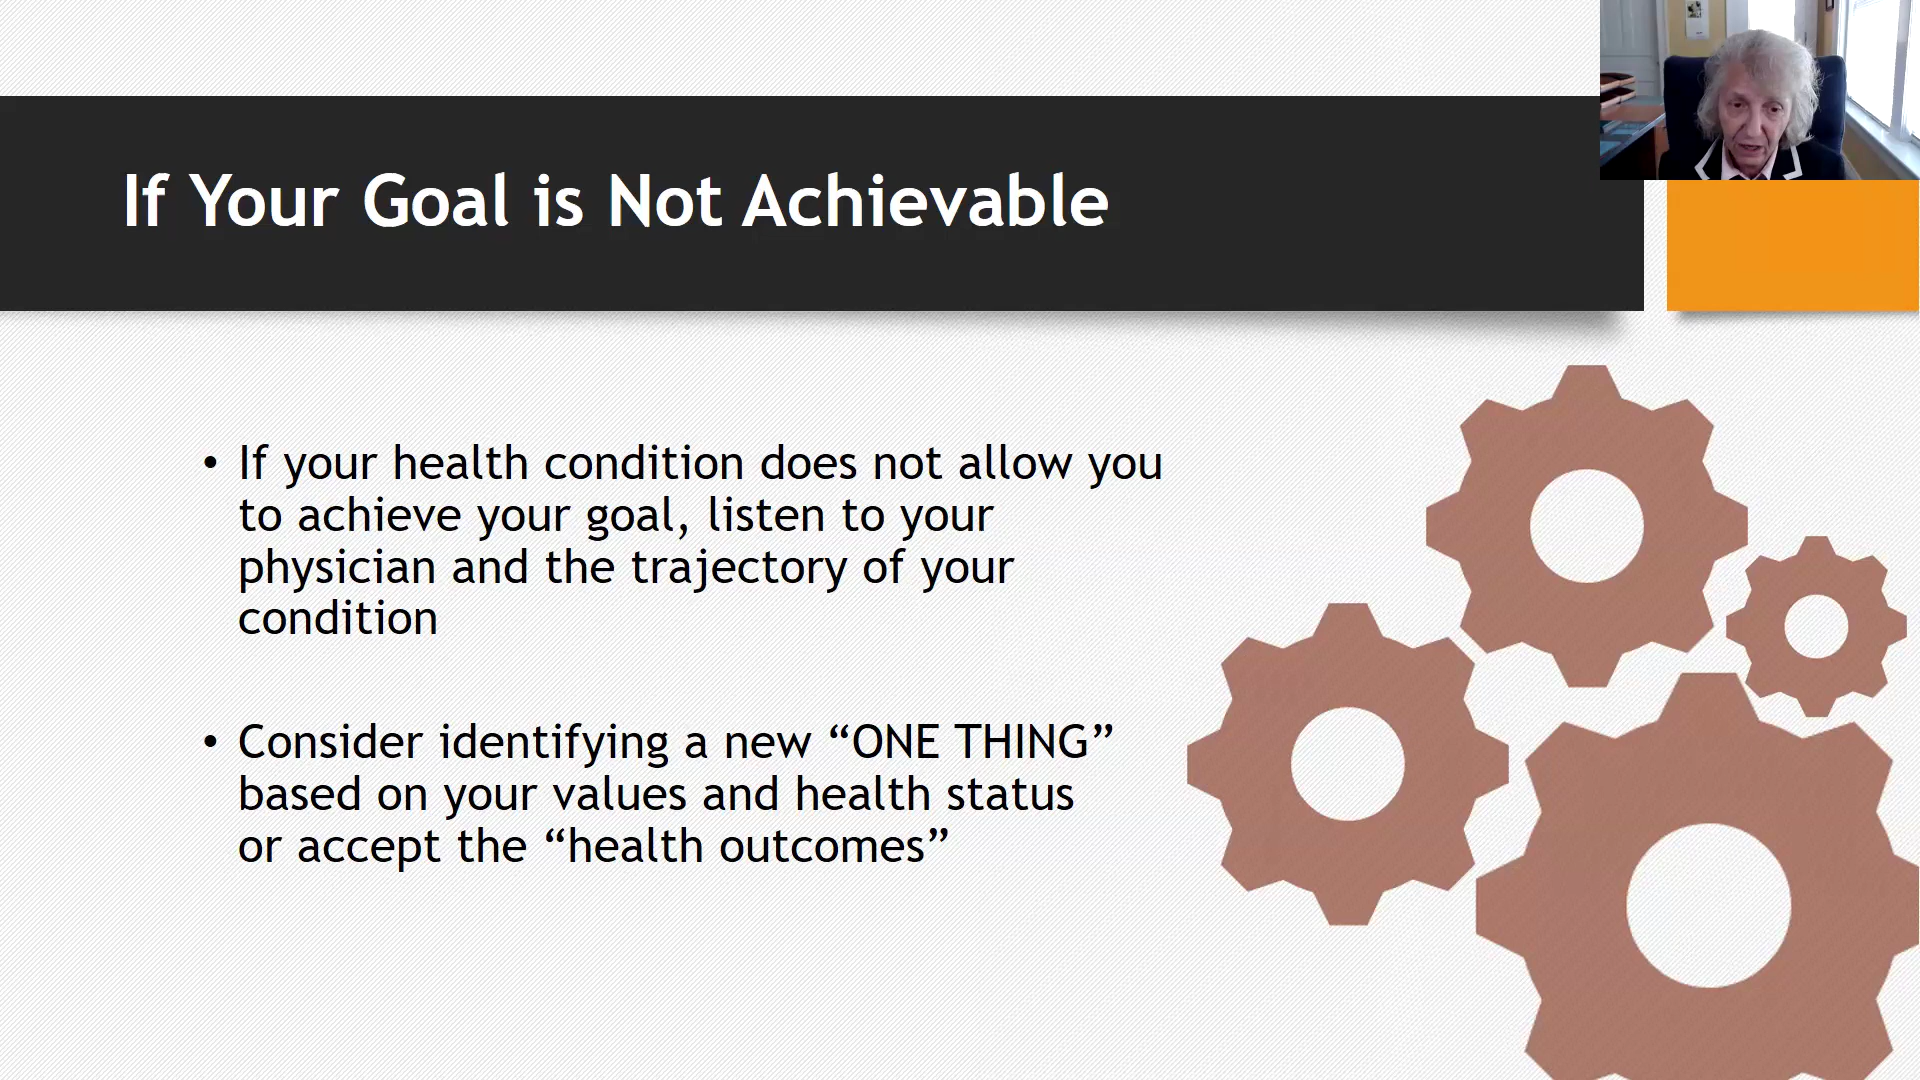 If Your Goal is Not Achievable
• If your health condition does not allow you
to achieve your goal, listen to your
physician and the trajectory of your
condition
• Consider identifying a new “ONE THING”
based on your values and health status
or accept the “health outcomes”